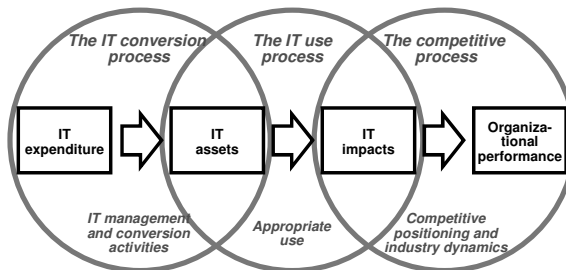 The IT conversion
process
The IT use
process
The competitive
process
IT
expenditure
IT
assets
IT
impacts
Organiza-
tional
performance
IT management
and conversion
activities
Appropriate
use
Competitive
positioning and
industry dynamics